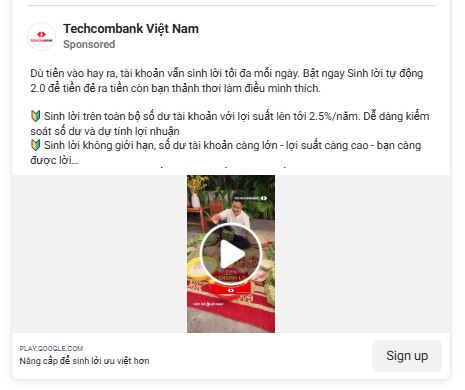 Techcombank Việt Nam
Sponsored
TECHCOMBANK
Dù tiền vào hay ra, tài khoản vẫn sinh lời tối đa mỗi ngày. Bật ngay Sinh lời tự động
2.0 để tiền đẻ ra tiền còn bạn thảnh thơi làm điều mình thích.
🔰 Sinh lời trên toàn bộ số dư tài khoản với lợi suất lên tới 2.5%/năm. Dễ dàng kiểm
soát số dư và dự tính lợi nhuận
🔰 Sinh lời không giới hạn, số dư tài khoản càng lớn - lợi suất càng cao - bạn càng
được lời...
TECHCOMBANK
SINH LỜI
PLAY.GOOGLE.COM
Nâng cấp để sinh lời ưu việt hơn
Sign up